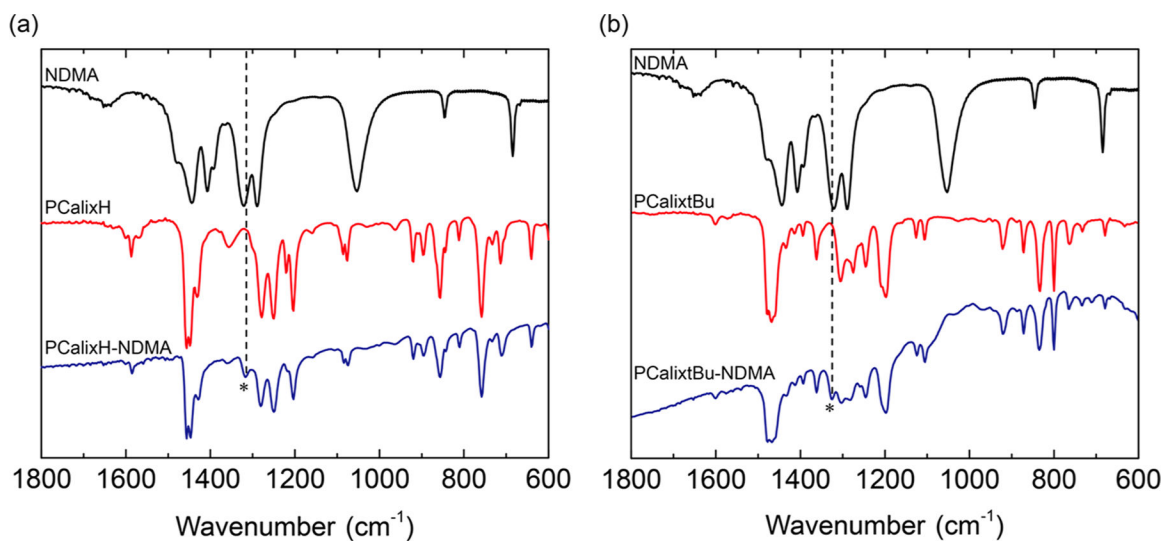 (a)
NDMA
PCalixH
PCalixH-NDMA
*
1800 1600 1400 1200 1000 800 600
Wavenumber (cm⁻¹)
(b)
NDMA
PCalixtBu
PCalixtBu-NDMA
*
1800 1600 1400 1200 1000 800 600
Wavenumber (cm⁻¹)